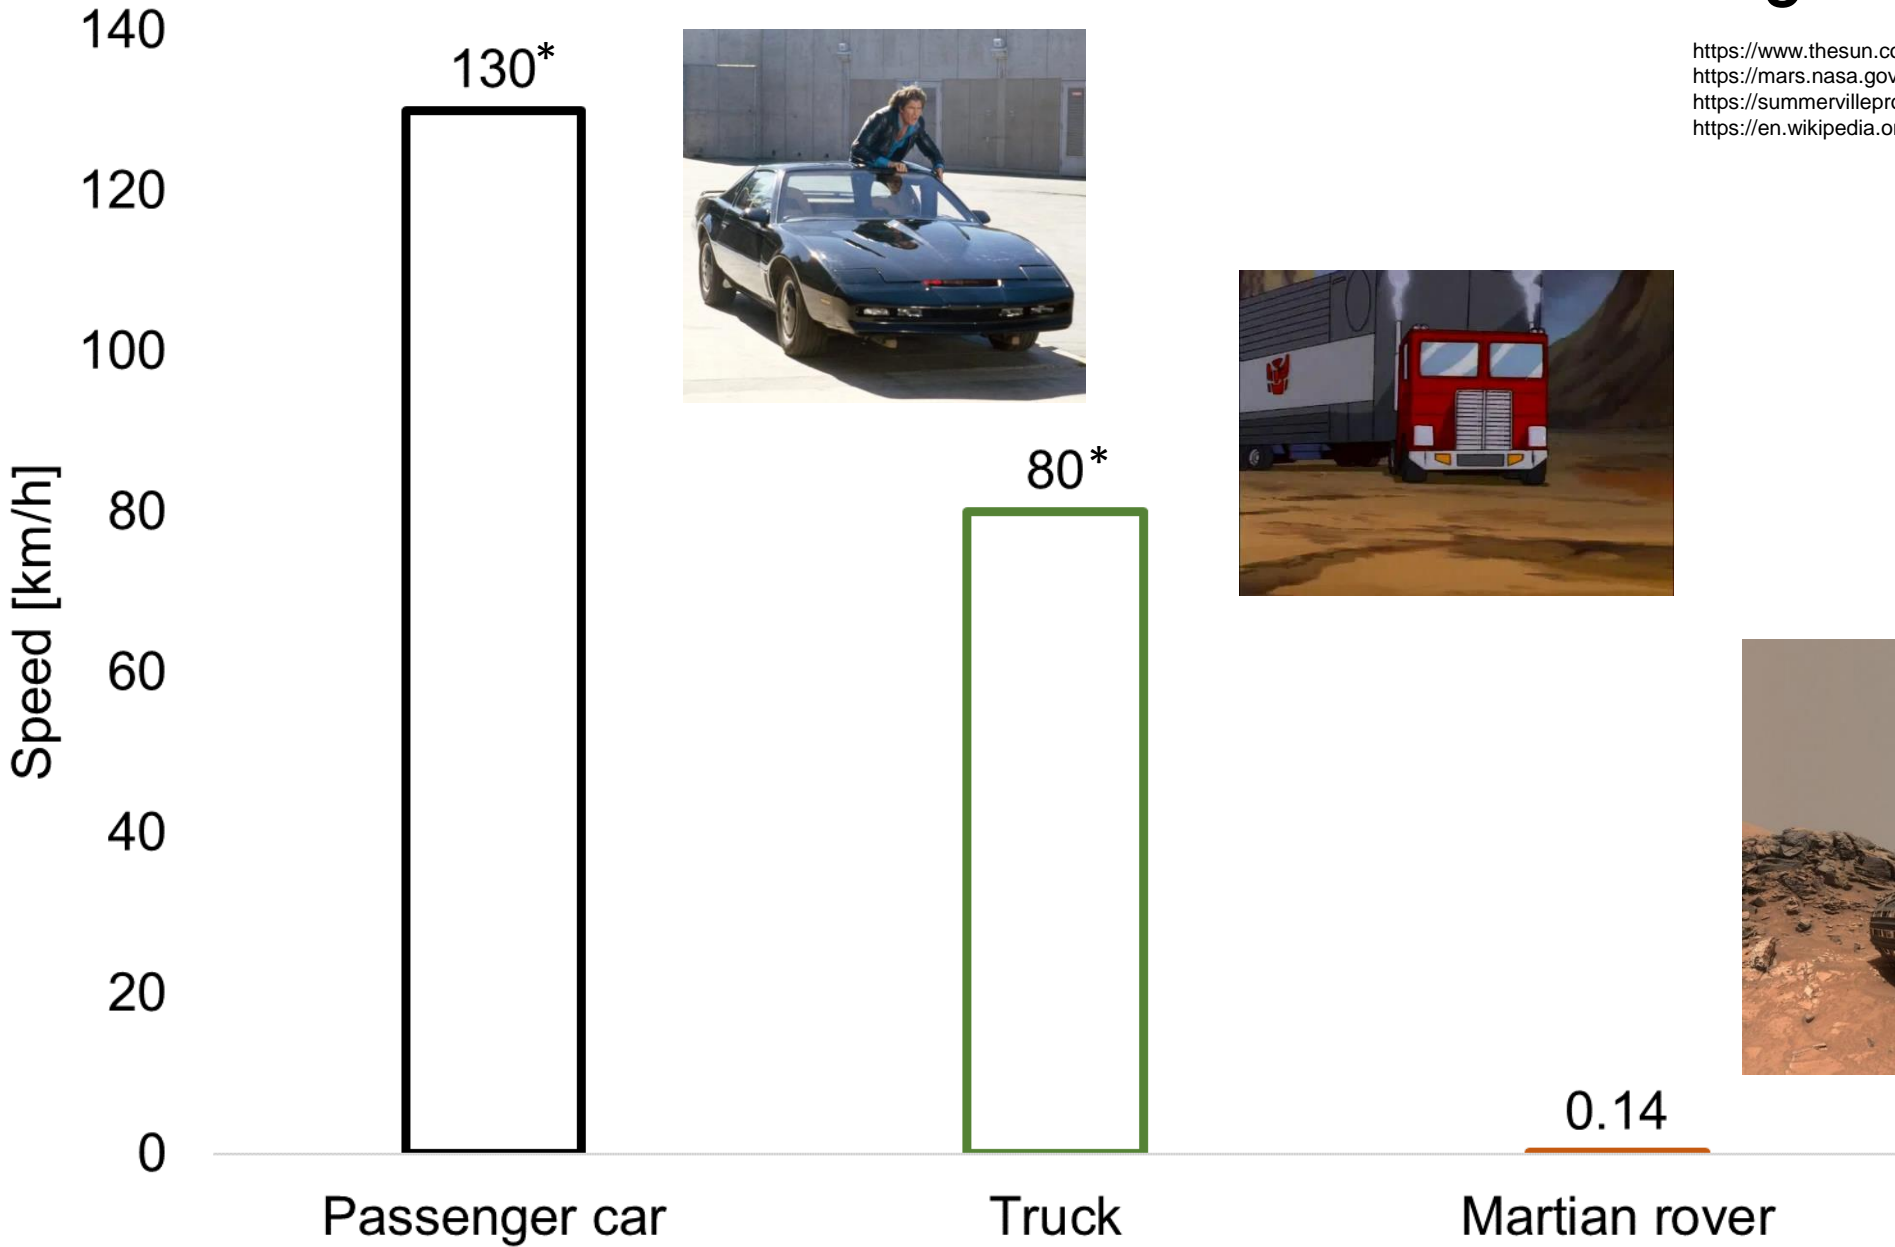 https://www.thesun.co
https://mars.nasa.gov
https://summervillepro
https://en.wikipedia.or
Speed [km/h]
140
120
100
80
60
40
20
0
130*
80*
0.14
Passenger car
Truck
Martian rover